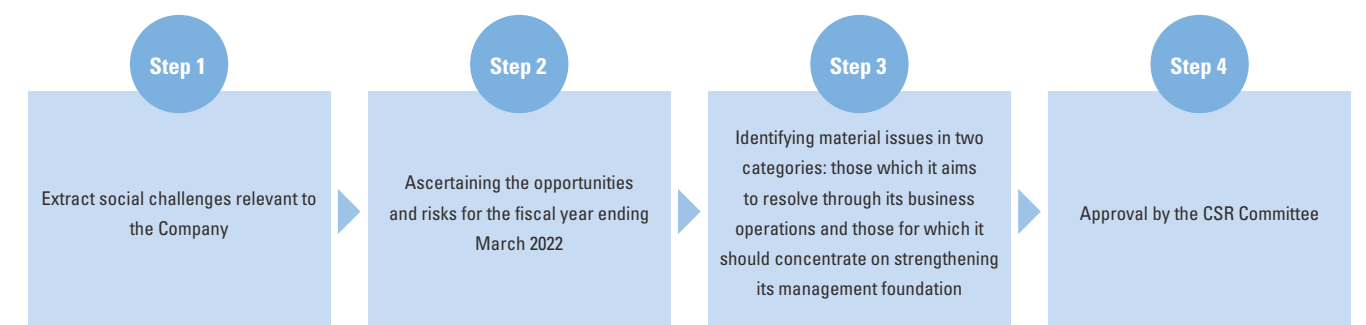 Step 1
Extract social challenges relevant to
the Company
Step 2
Ascertaining the opportunities
and risks for the fiscal year ending
March 2022
Step 3
Identifying material issues in two
categories: those which it aims
to resolve through its business
operations and those for which it
should concentrate on strengthening
its management foundation
Step 4
Approval by the CSR Committee